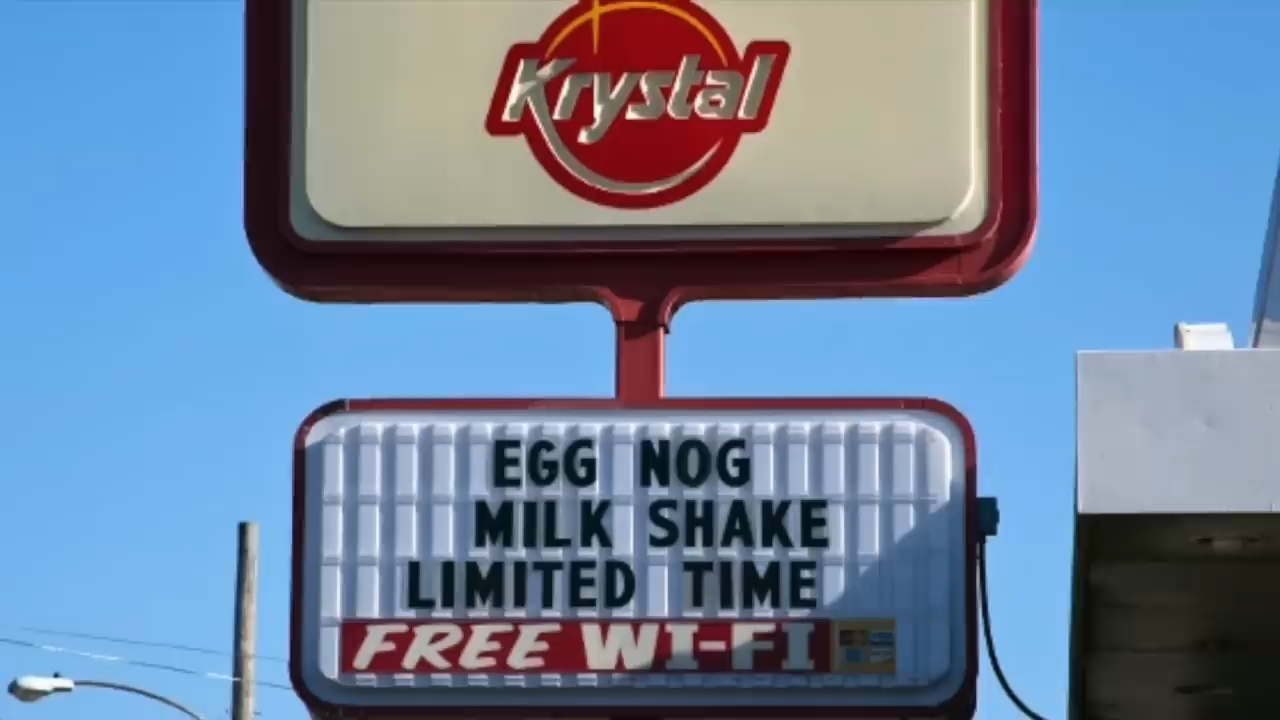 Krystal
EGG NOG
MILK SHAKE
LIMITED TIME
FREE WI-FI